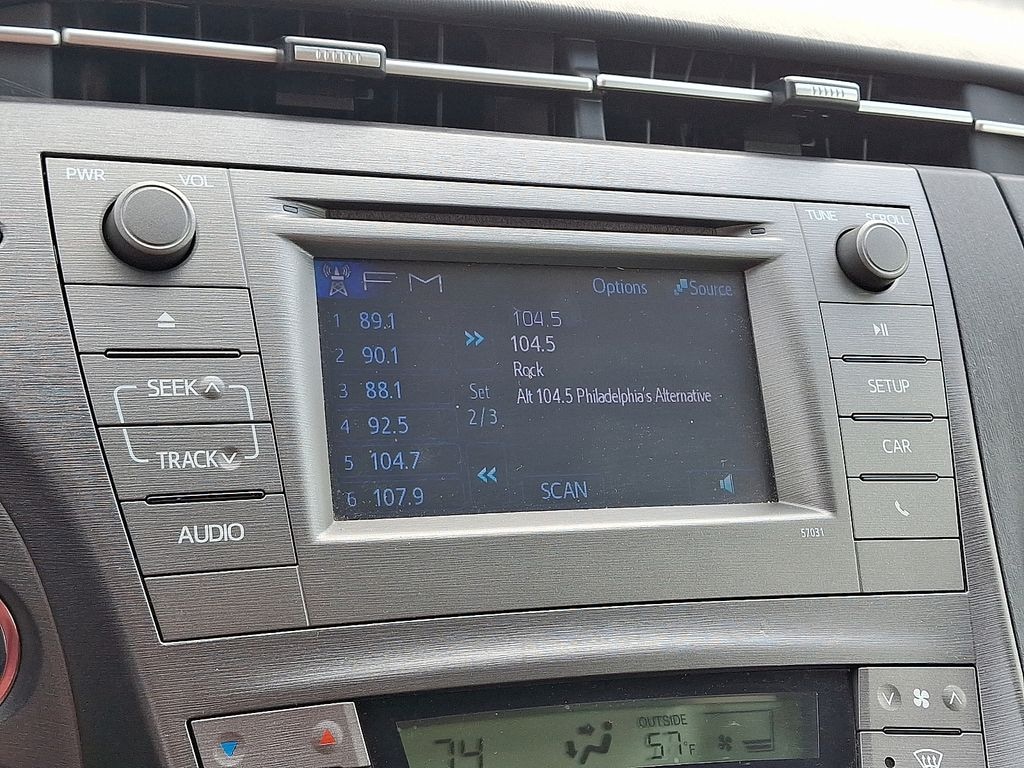 PWR VOL
TUNE SCROLL
FM Options Source
1 89.1
2 90.1
3 88.1
4 92.5
5 104.7
6 107.9
Set
2/3
104.5
104.5
Rock
Alt 104.5 Philadelphia's Alternative
SCAN
SEEK
TRACK
AUDIO
SETUP
CAR
57031
74
OUTSIDE
57°F